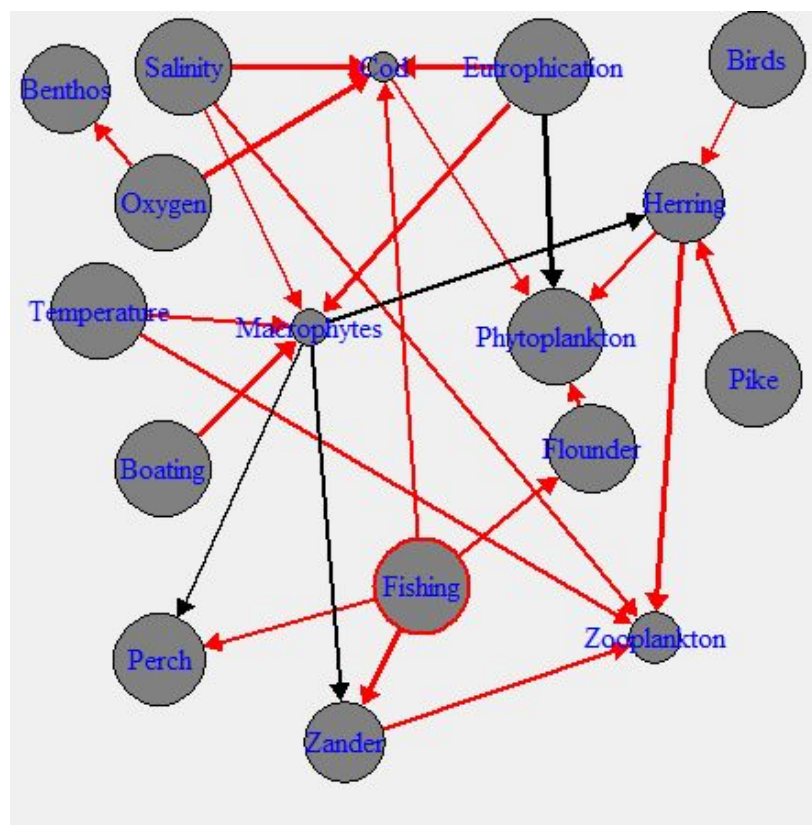 Salinity
Cod
Eutrophication
Birds
Benthos
Oxygen
Herring
Temperature
Macrophytes
Phytoplankton
Pike
Boating
Flounder
Fishing
Perch
Zooplankton
Zander